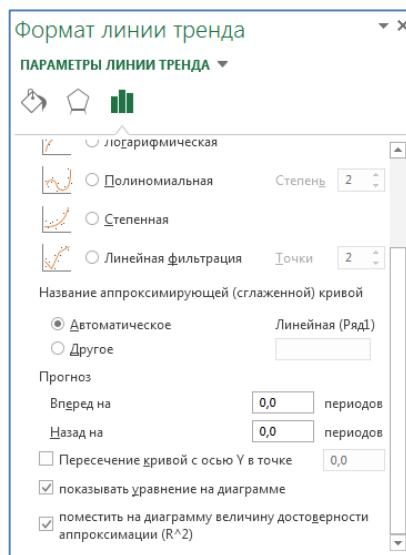 Формат линии тренда
ПАРАМЕТРЫ ЛИНИИ ТРЕНДА
Логарифмическая
Полиномиальная Степень 2
Степенная
Линейная фильтрация Точки 2
Название аппроксимирующей (сглаженной) кривой
Автоматическое Линейная (Ряд1)
Другое
Прогноз
Вперед на 0,0 периодов
Назад на 0,0 периодов
Пересечение кривой с осью Y в точке 0,0
показывать уравнение на диаграмме
поместить на диаграмму величину достоверности
аппроксимации (R^2)